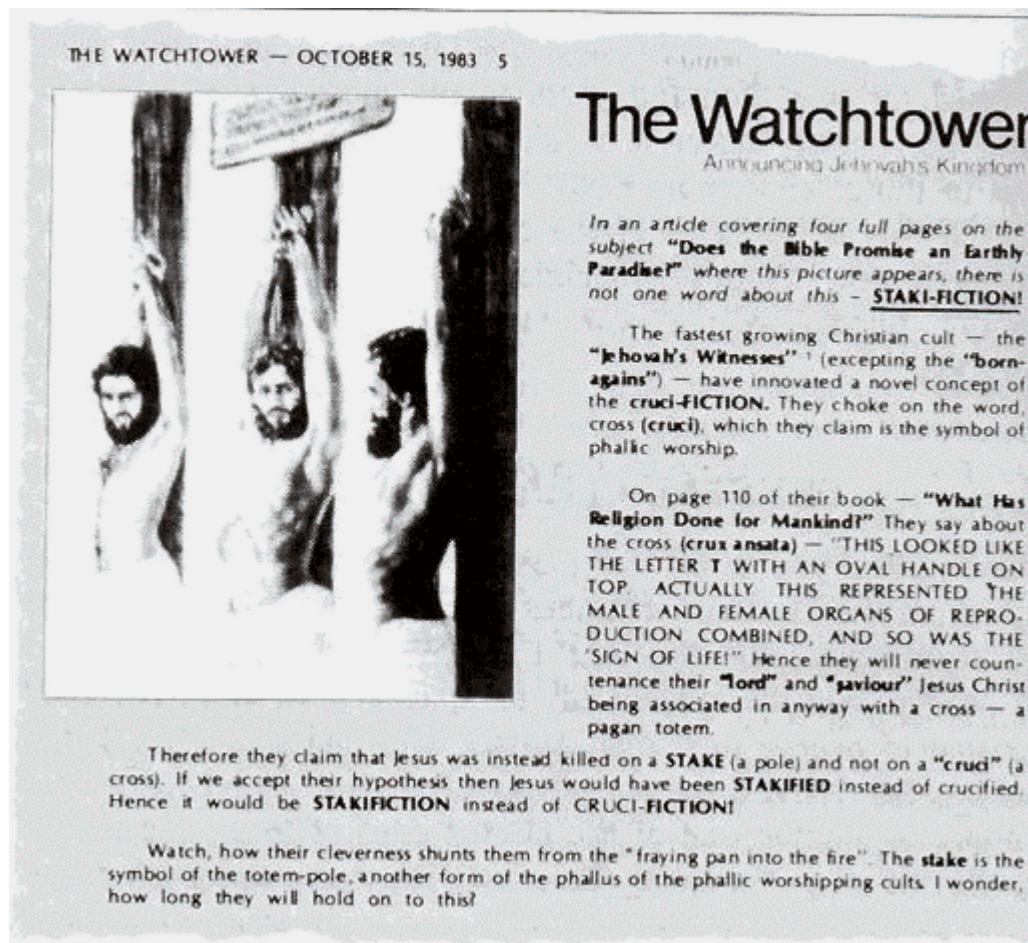 THE WATCHTOWER — OCTOBER 15, 1983 5
The Watchtower
Announcing Jehovah's Kingdom
In an article covering four full pages on the
subject "Does the Bible Promise an Earthly
Paradise?" where this picture appears, there is
not one word about this – STAKI-FICTION!
The fastest growing Christian cult — the
"Jehovah's Witnesses" ¹ (excepting the "born-
agains") — have innovated a novel concept of
the cruci-FICTION. They choke on the word,
cross (cruci), which they claim is the symbol of
phallic worship.
On page 110 of their book — "What Has
Religion Done for Mankind?" They say about
the cross (crux ansata) — "THIS LOOKED LIKE
THE LETTER T WITH AN OVAL HANDLE ON
TOP. ACTUALLY THIS REPRESENTED THE
MALE AND FEMALE ORGANS OF REPRO-
DUCTION COMBINED, AND SO WAS THE
'SIGN OF LIFE!" Hence they will never coun-
tenance their "lord" and "saviour" Jesus Christ
being associated in anyway with a cross — a
pagan totem.
Therefore they claim that Jesus was instead killed on a STAKE (a pole) and not on a "cruci" (a
cross). If we accept their hypothesis then Jesus would have been STAKIFIED instead of crucified.
Hence it would be STAKIFICTION instead of CRUCI-FICTION!
Watch, how their cleverness shunts them from the "fraying pan into the fire". The stake is the
symbol of the totem-pole, another form of the phallus of the phallic worshipping cults. I wonder,
how long they will hold on to this?